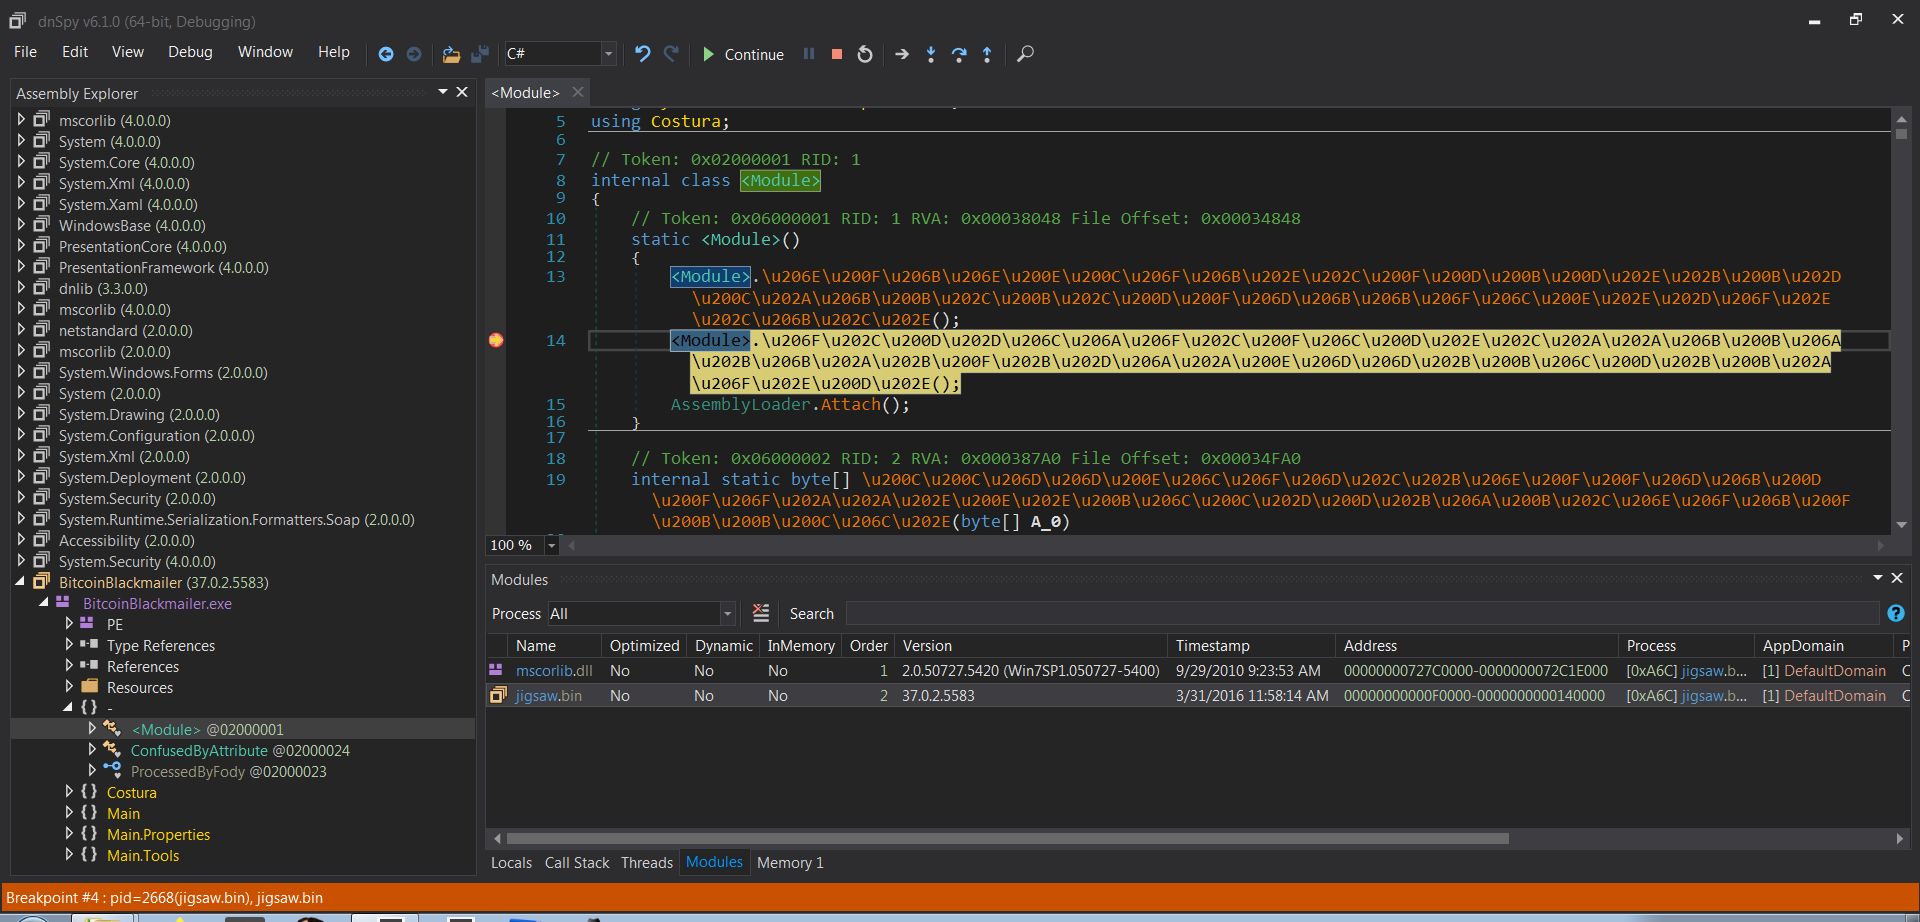 dnSpy v6.1.0 (64-bit, Debugging)
File Edit View Debug Window Help C# Continue
Assembly Explorer
mscorlib (4.0.0.0)
System (4.0.0.0)
System.Core (4.0.0.0)
System.Xml (4.0.0.0)
System.Xaml (4.0.0.0)
WindowsBase (4.0.0.0)
PresentationCore (4.0.0.0)
PresentationFramework (4.0.0.0)
dnlib (3.3.0.0)
mscorlib (4.0.0.0)
netstandard (2.0.0.0)
mscorlib (2.0.0.0)
System.Windows.Forms (2.0.0.0)
System (2.0.0.0)
System.Drawing (2.0.0.0)
System.Configuration (2.0.0.0)
System.Xml (2.0.0.0)
System.Deployment (2.0.0.0)
System.Security (2.0.0.0)
System.Runtime.Serialization.Formatters.Soap (2.0.0.0)
Accessibility (2.0.0.0)
System.Security (4.0.0.0)
BitcoinBlackmailer (37.0.2.5583)
BitcoinBlackmailer.exe
PE
Type References
References
Resources
{ } -
<Module> @02000001
ConfusedByAttribute @02000024
ProcessedByFody @02000023
{ } Costura
{ } Main
{ } Main.Properties
{ } Main.Tools
<Module>
5 using Costura;
6
7 // Token: 0x02000001 RID: 1
8 internal class <Module>
9 {
10 // Token: 0x06000001 RID: 1 RVA: 0x00038048 File Offset: 0x00034848
11 static <Module>()
12 {
13 <Module>.\u206E\u200F\u206B\u206E\u200E\u200C\u206F\u206B\u202E\u202C\u200F\u200D\u200B\u200D\u202E\u202B\u200B\u202D
\u200C\u202A\u206B\u200B\u202C\u200B\u202C\u200D\u200F\u206D\u206B\u206B\u206F\u206C\u200E\u202E\u202D\u206F\u202E
\u202C\u206B\u202C\u202E();
14 <Module>.\u206F\u202C\u200D\u202D\u206C\u206A\u206F\u202C\u200F\u206C\u200D\u202E\u202C\u202A\u202A\u206B\u200B\u206A
\u202B\u206B\u202A\u202B\u200F\u202B\u202D\u206A\u202A\u200E\u206D\u206D\u202B\u200B\u206C\u200D\u202B\u200B\u202A
\u206F\u202E\u200D\u202E();
15 AssemblyLoader.Attach();
16 }
17
18 // Token: 0x06000002 RID: 2 RVA: 0x000387A0 File Offset: 0x00034FA0
19 internal static byte[] \u200C\u200C\u206D\u206D\u200E\u206C\u206F\u206D\u202C\u202B\u206E\u200F\u200F\u206D\u206B\u200D
\u200F\u206F\u202A\u202A\u202E\u200E\u202E\u200B\u206C\u200C\u202D\u200D\u202B\u206A\u200B\u202C\u206E\u206F\u206B\u200F
\u200B\u200B\u200C\u206C\u202E(byte[] A_0)
100 %
Modules
Process All Search
Name Optimized Dynamic InMemory Order Version Timestamp Address Process AppDomain P
mscorlib.dll No No No 1 2.0.50727.5420 (Win7SP1.050727-5400) 9/29/2010 9:23:53 AM 00000000727C0000-0000000072C1E000 [0xA6C] jigsaw.b... [1] DefaultDomain C
jigsaw.bin No No No 2 37.0.2.5583 3/31/2016 11:58:14 AM 00000000000F0000-0000000000140000 [0xA6C] jigsaw.b... [1] DefaultDomain C
Locals Call Stack Threads Modules Memory 1
Breakpoint #4 : pid=2668(jigsaw.bin), jigsaw.bin